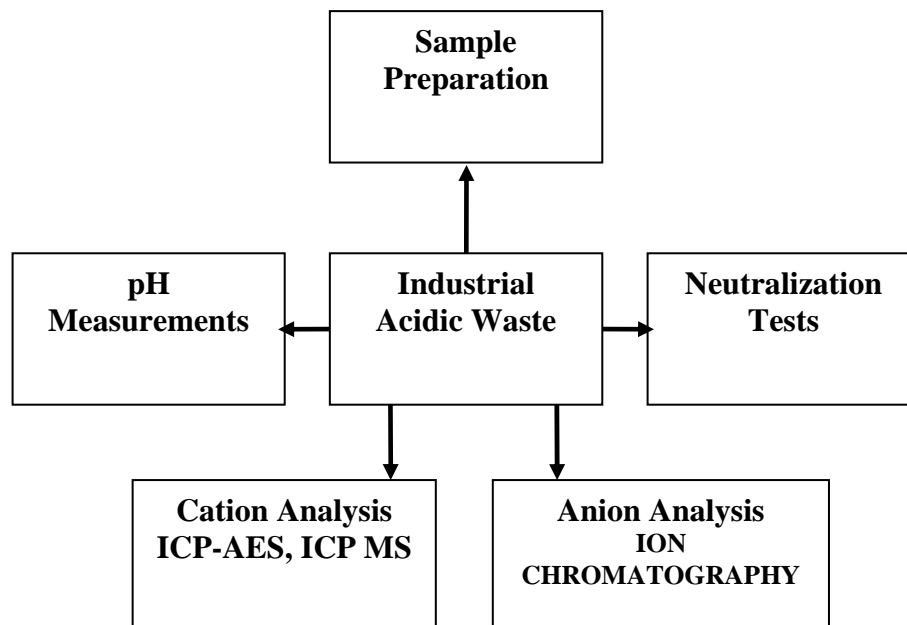 Sample
Preparation
pH
Measurements
Industrial
Acidic Waste
Neutralization
Tests
Cation Analysis
ICP-AES, ICP MS
Anion Analysis
ION
CHROMATOGRAPHY